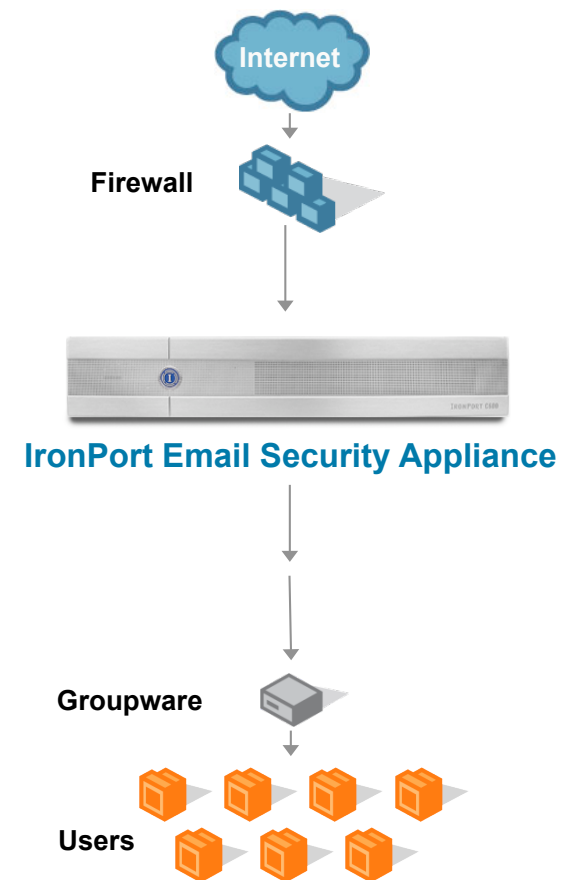 Internet
Firewall
IronPort Email Security Appliance
Groupware
Users